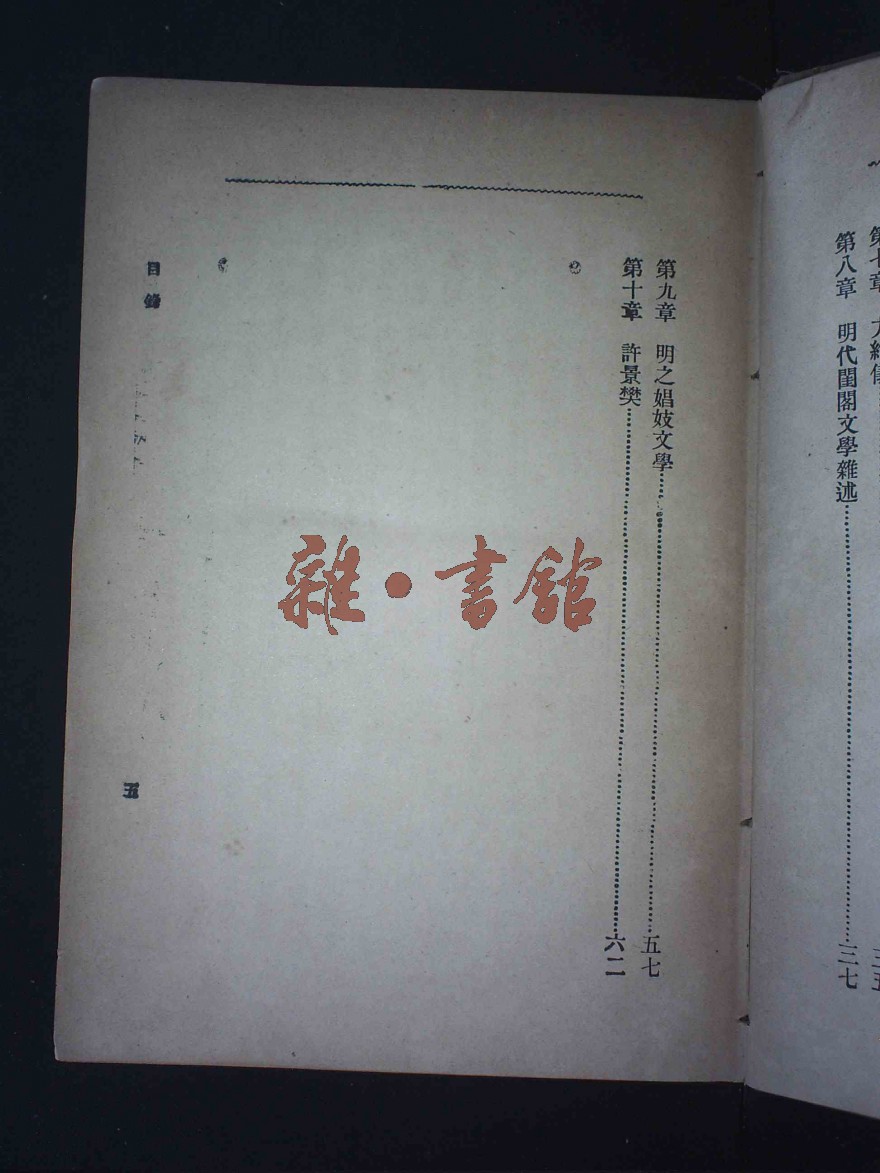 第八章　明代閨閣文學雜述……三七
第九章　明之娼妓文學……五七
第十章　許景樊……六二
目錄
五
雜·書館